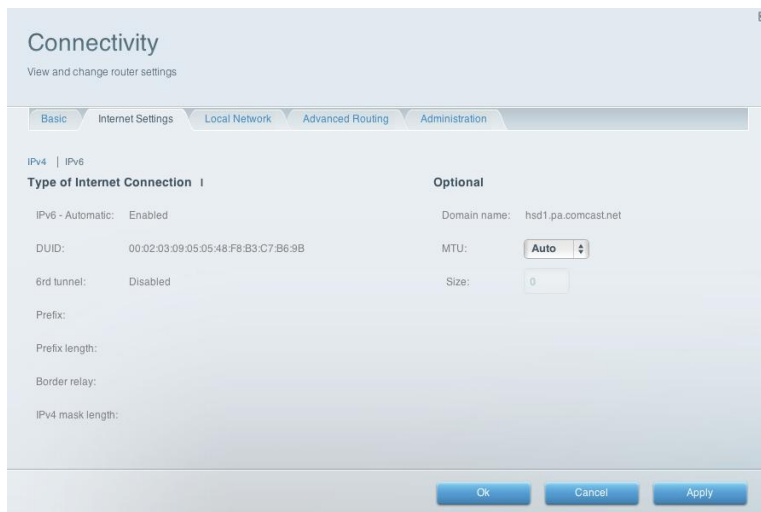 Connectivity
View and change router settings
Basic Internet Settings Local Network Advanced Routing Administration
IPv4 | IPv6
Type of Internet Connection |
Optional
IPv6 - Automatic: Enabled
Domain name: hsd1.pa.comcast.net
DUID: 00:02:03:09:05:05:48:F8:B3:C7:B6:9B
MTU: Auto
6rd tunnel: Disabled
Size: 0
Prefix:
Prefix length:
Border relay:
IPv4 mask length:
Ok Cancel Apply